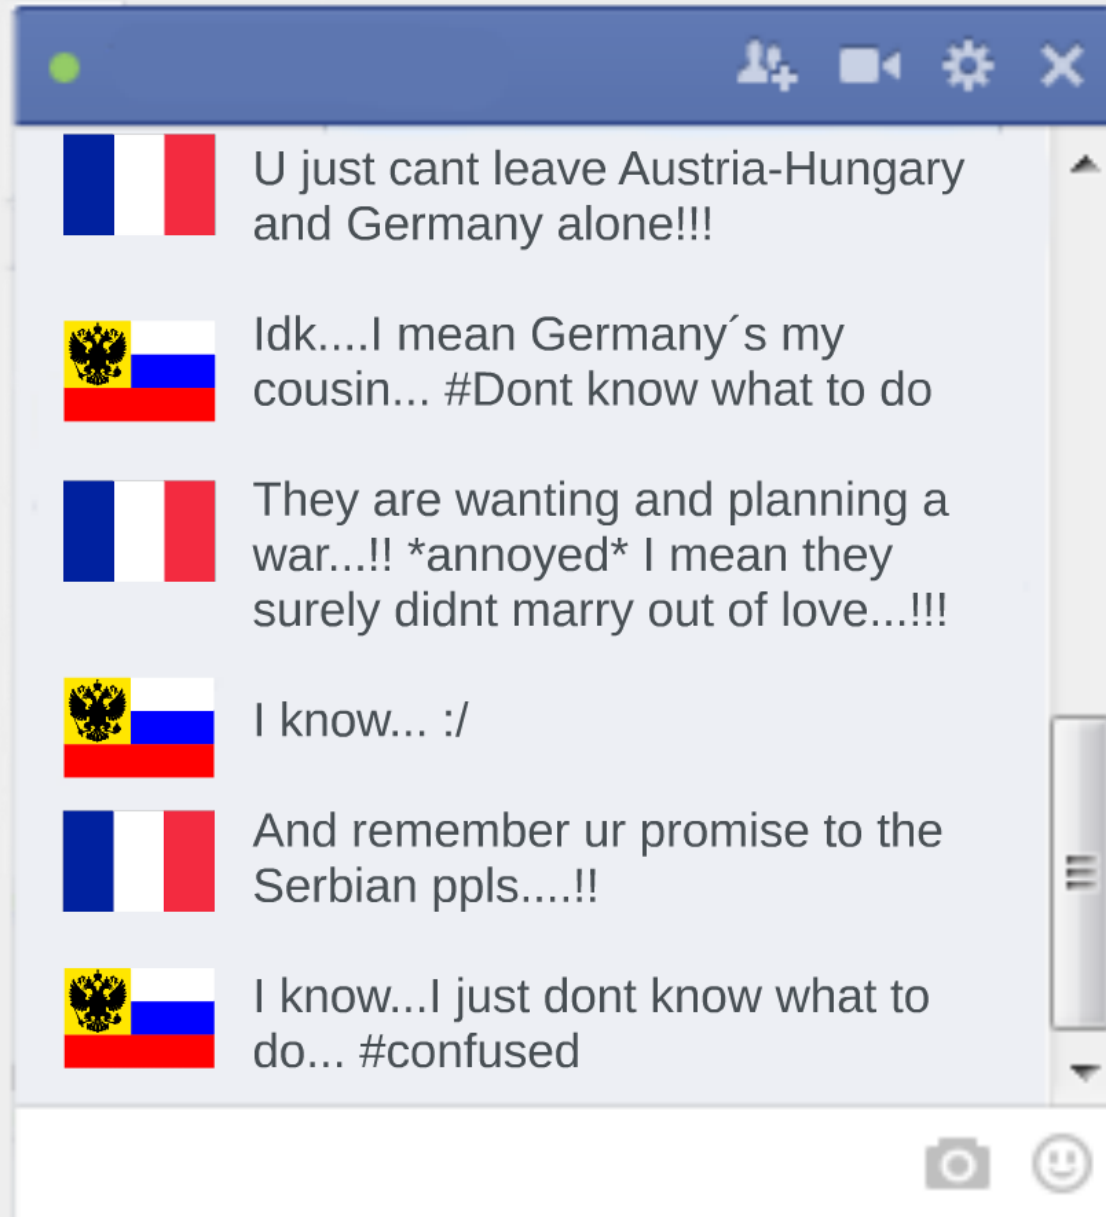 U just cant leave Austria-Hungary
and Germany alone!!!
Idk....I mean Germany´s my
cousin... #Dont know what to do
They are wanting and planning a
war...!! *annoyed* I mean they
surely didnt marry out of love...!!!
I know... :/
And remember ur promise to the
Serbian ppls....!!
I know...I just dont know what to
do... #confused